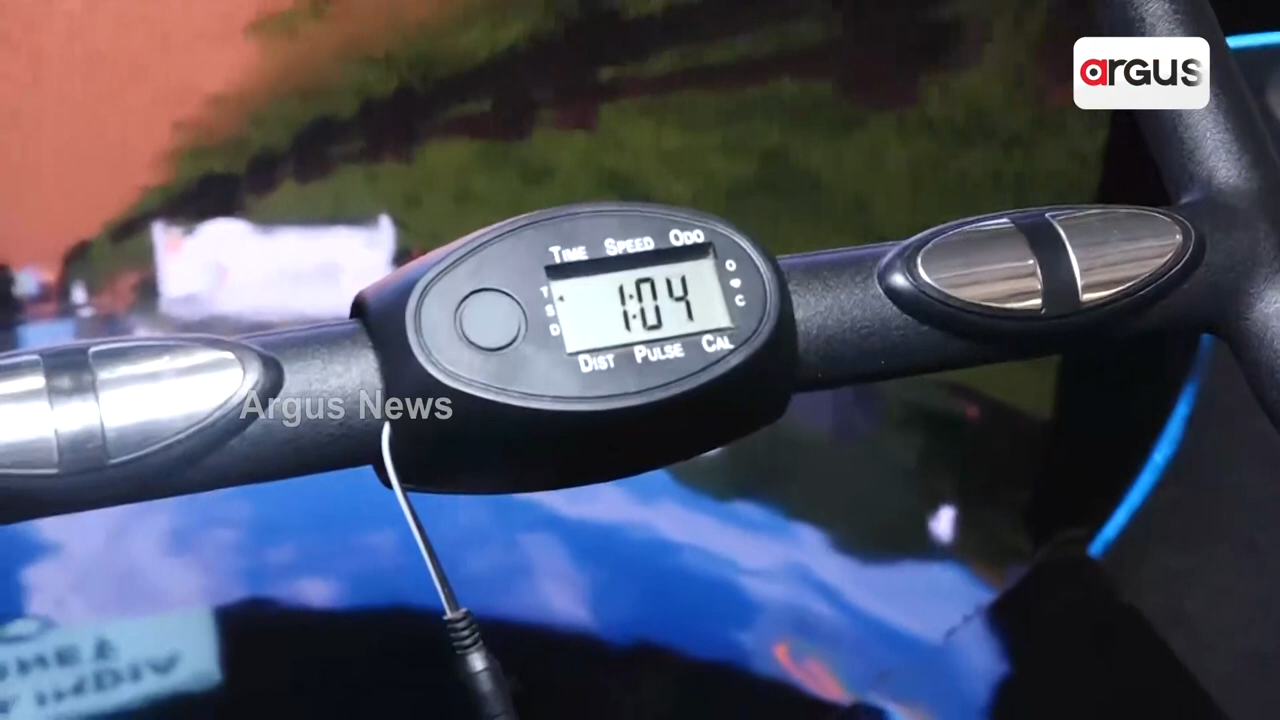 argus
TIME SPEED ODO
T
S
D
1:04
O
C
DIST PULSE CAL
Argus News